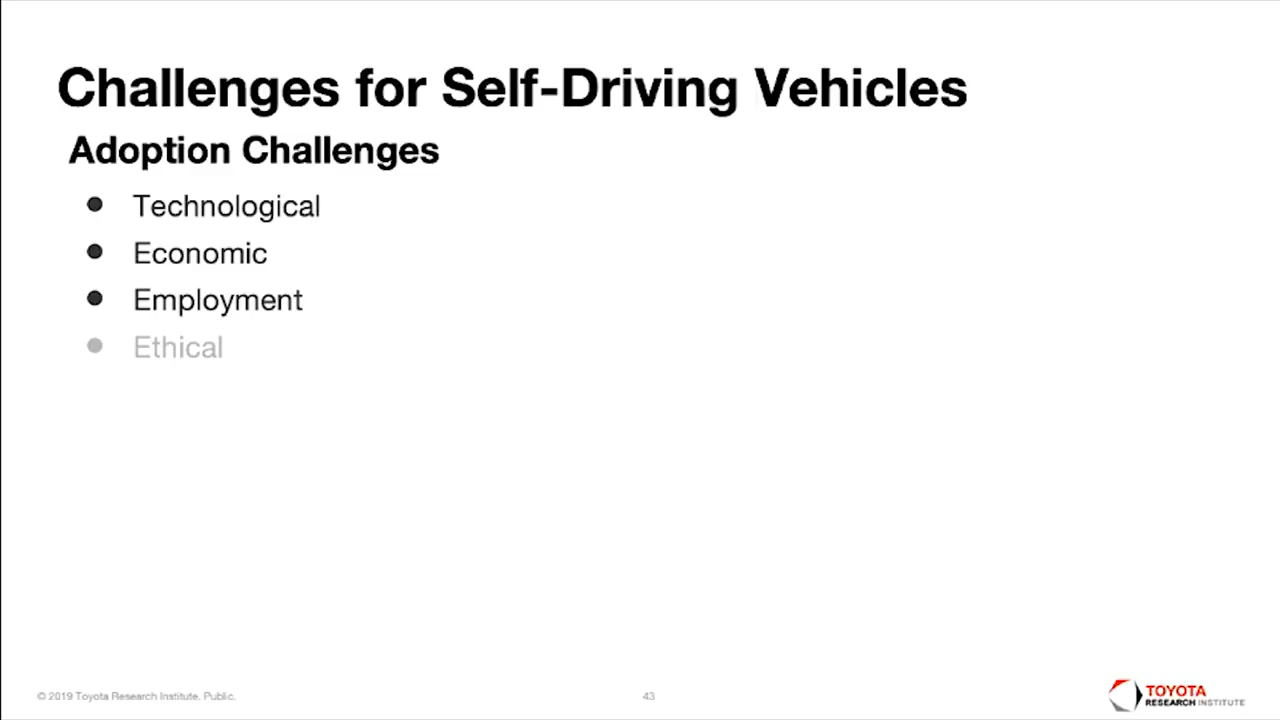 Challenges for Self-Driving Vehicles
Adoption Challenges
● Technological
● Economic
● Employment
● Ethical
© 2019 Toyota Research Institute. Public.
43
TOYOTA
RESEARCH INSTITUTE